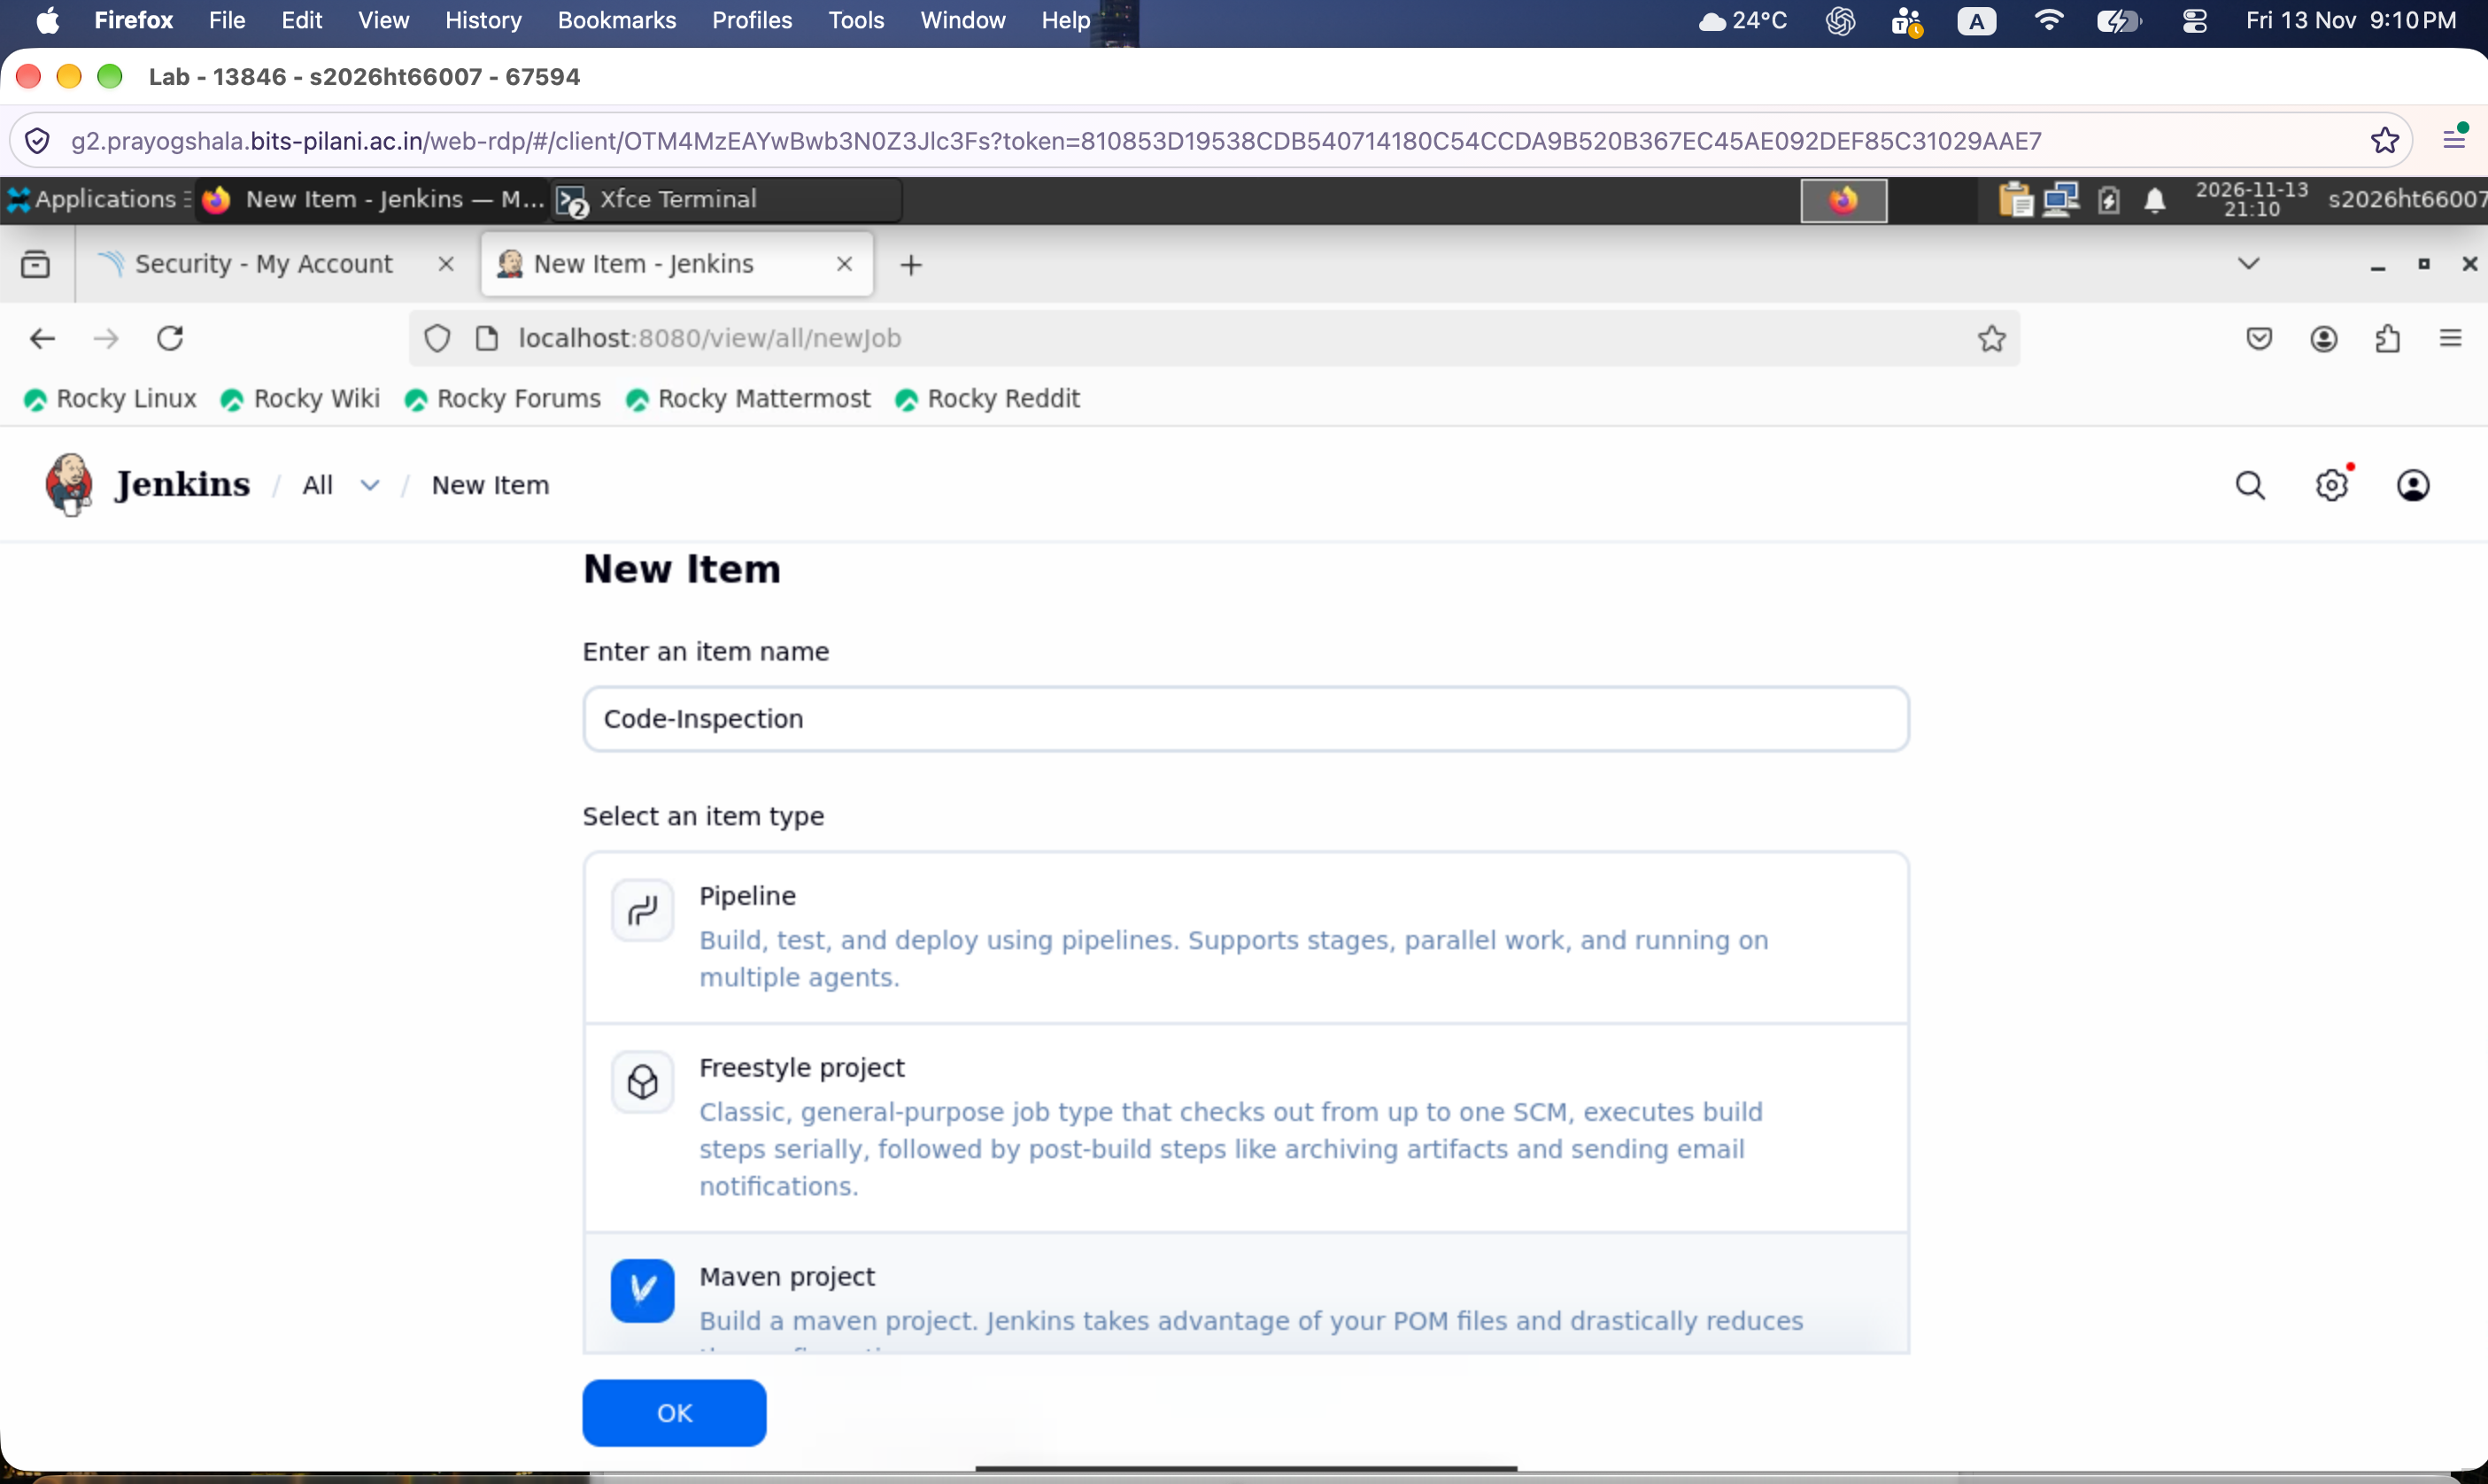 Firefox File Edit View History Bookmarks Profiles Tools Window Help 24°C A Fri 13 Nov 9:10 PM
Lab - 13846 - s2026ht66007 - 67594
g2.prayogshala.bits-pilani.ac.in/web-rdp/#/client/OTM4MzEAYwBwb3N0Z3Jlc3Fs?token=810853D19538CDB540714180C54CCDA9B520B367EC45AE092DEF85C31029AAE7
Applications New Item - Jenkins — M... 2 Xfce Terminal 2026-11-13 s2026ht66007
21:10
Security - My Account New Item - Jenkins
localhost:8080/view/all/newJob
Rocky Linux Rocky Wiki Rocky Forums Rocky Mattermost Rocky Reddit
Jenkins / All / New Item
New Item
Enter an item name
Code-Inspection
Select an item type
Pipeline
Build, test, and deploy using pipelines. Supports stages, parallel work, and running on
multiple agents.
Freestyle project
Classic, general-purpose job type that checks out from up to one SCM, executes build
steps serially, followed by post-build steps like archiving artifacts and sending email
notifications.
Maven project
Build a maven project. Jenkins takes advantage of your POM files and drastically reduces
OK